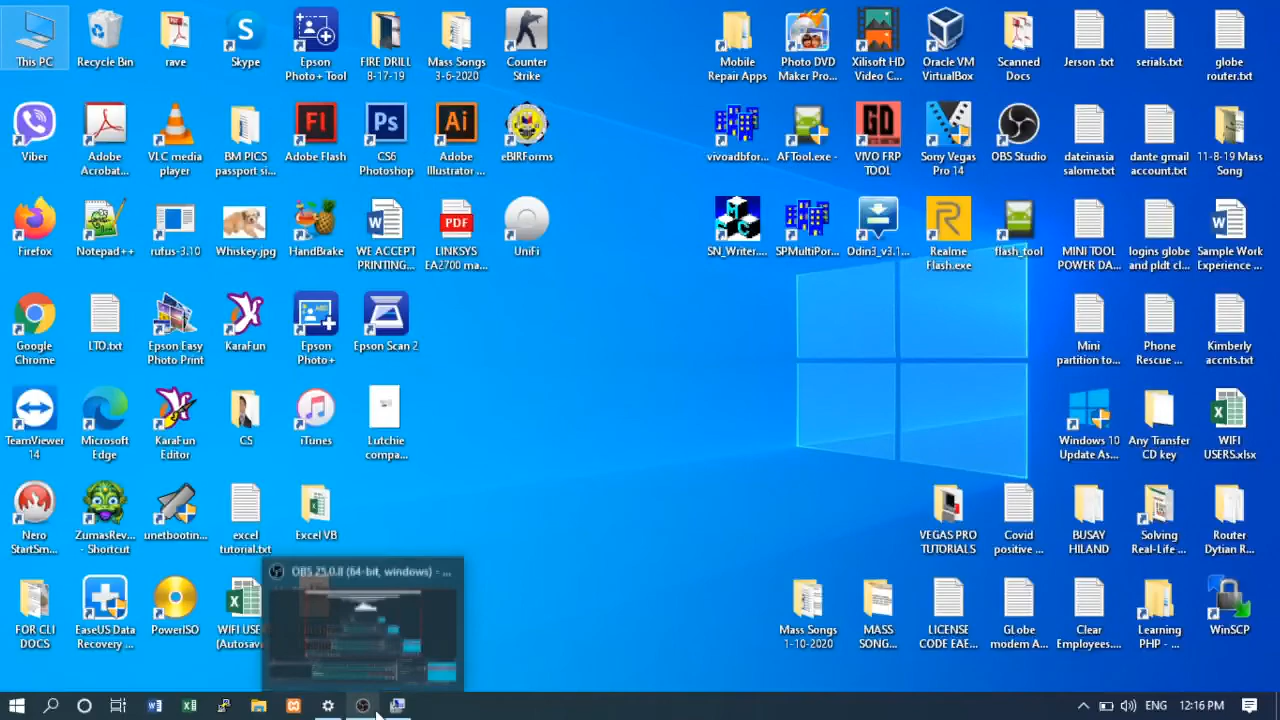 This PC
Recycle Bin
rave
Skype
Epson
Photo+ Tool
FIRE DRILL
8-17-19
Mass Songs
3-6-2020
Counter
Strike
Mobile
Repair Apps
Photo DVD
Maker Pro...
Xilisoft HD
Video C...
Oracle VM
VirtualBox
Scanned
Docs
Jerson .txt
serials.txt
globe
router.txt
Viber
Adobe
Acrobat...
VLC media
player
BM PICS
passport si...
Adobe Flash
CS6
Photoshop
Adobe
Illustrator ...
eBIRForms
vivoadbfor...
AFTool.exe -
VIVO FRP
TOOL
Sony Vegas
Pro 14
OBS Studio
dateinasia
salome.txt
dante gmail
account.txt
11-8-19 Mass
Song
Firefox
Notepad++
rufus-3.10
Whiskey.jpg
HandBrake
WE ACCEPT
PRINTING...
LINKSYS
EA2700 ma...
UniFi
SN_Writer....
SPMultiPor...
Odin3_v3.1...
Realme
Flash.exe
flash_tool
MINI TOOL
POWER DA...
logins globe
and pldt cl...
Sample Work
Experience ...
Google
Chrome
LTO.txt
Epson Easy
Photo Print
KaraFun
Epson
Photo+
Epson Scan 2
Mini
partition to...
Phone
Rescue ...
Kimberly
accnts.txt
TeamViewer
14
Microsoft
Edge
KaraFun
Editor
CS
iTunes
Lutchie
compa...
Windows 10
Update As...
Any Transfer
CD key
WIFI
USERS.xlsx
Nero
StartSm...
ZumasRev...
- Shortcut
unetbootin...
excel
tutorial.txt
Excel VB
VEGAS PRO
TUTORIALS
Covid
positive ...
BUSAY
HILAND
Solving
Real-Life ...
Router
Dytian R...
OBS 25.0.8 (64-bit, windows) - ...
FOR CLI
DOCS
EaseUS Data
Recovery ...
PowerISO
WIFI USE
(Autosav
Mass Songs
1-10-2020
MASS
SONG...
LICENSE
CODE EAE...
GLobe
modem A...
Clear
Employees....
Learning
PHP - ...
WinSCP
ENG
12:16 PM